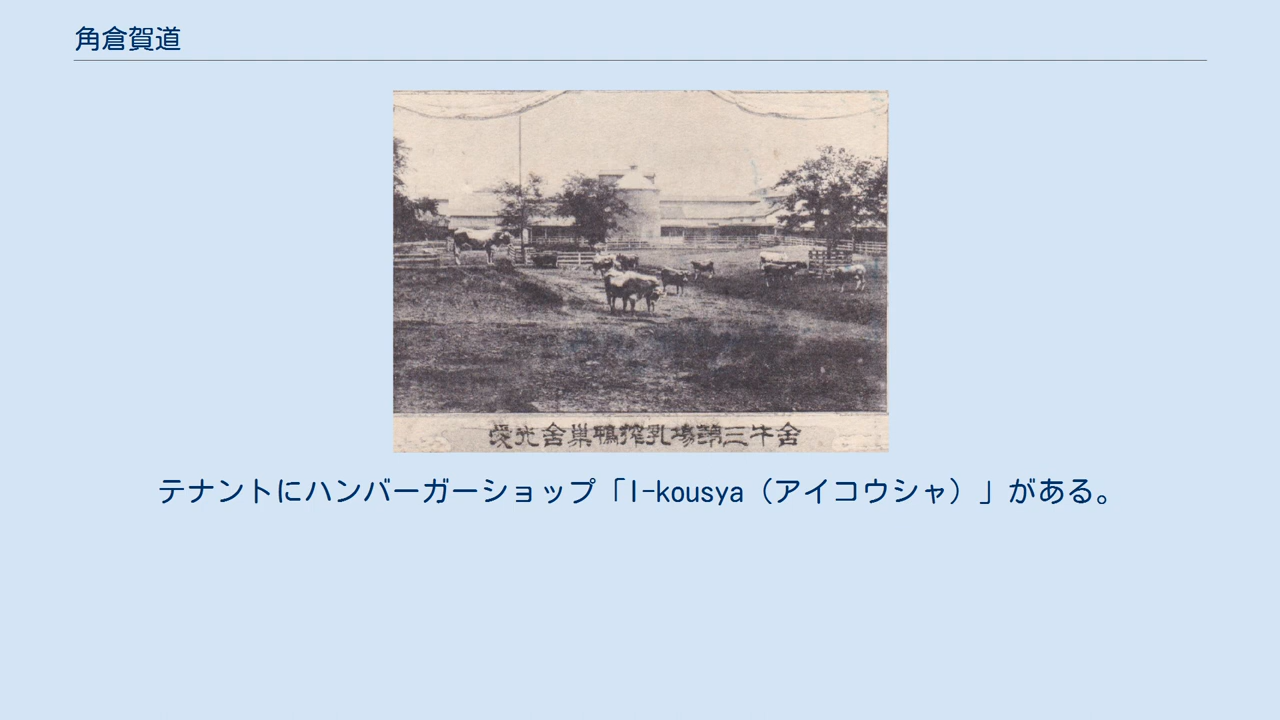 角倉賀道
愛光舎巣鴨搾乳場第三牛舎
テナントにハンバーガーショップ「I-kousya（アイコウシャ）」がある。